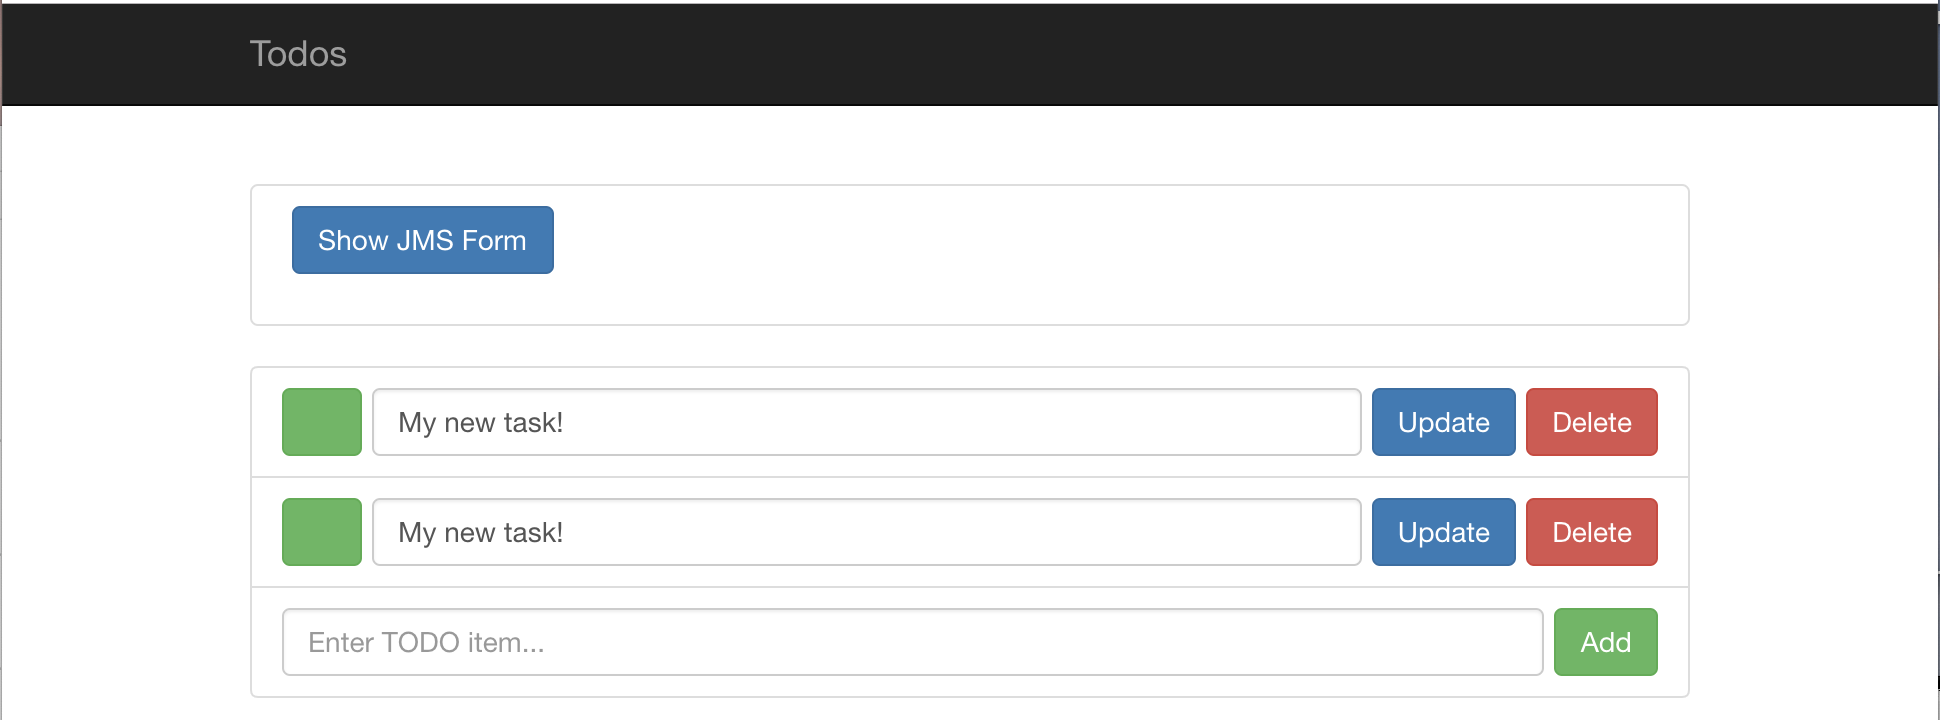 Todos
Show JMS Form
My new task! Update Delete
My new task! Update Delete
Enter TODO item... Add